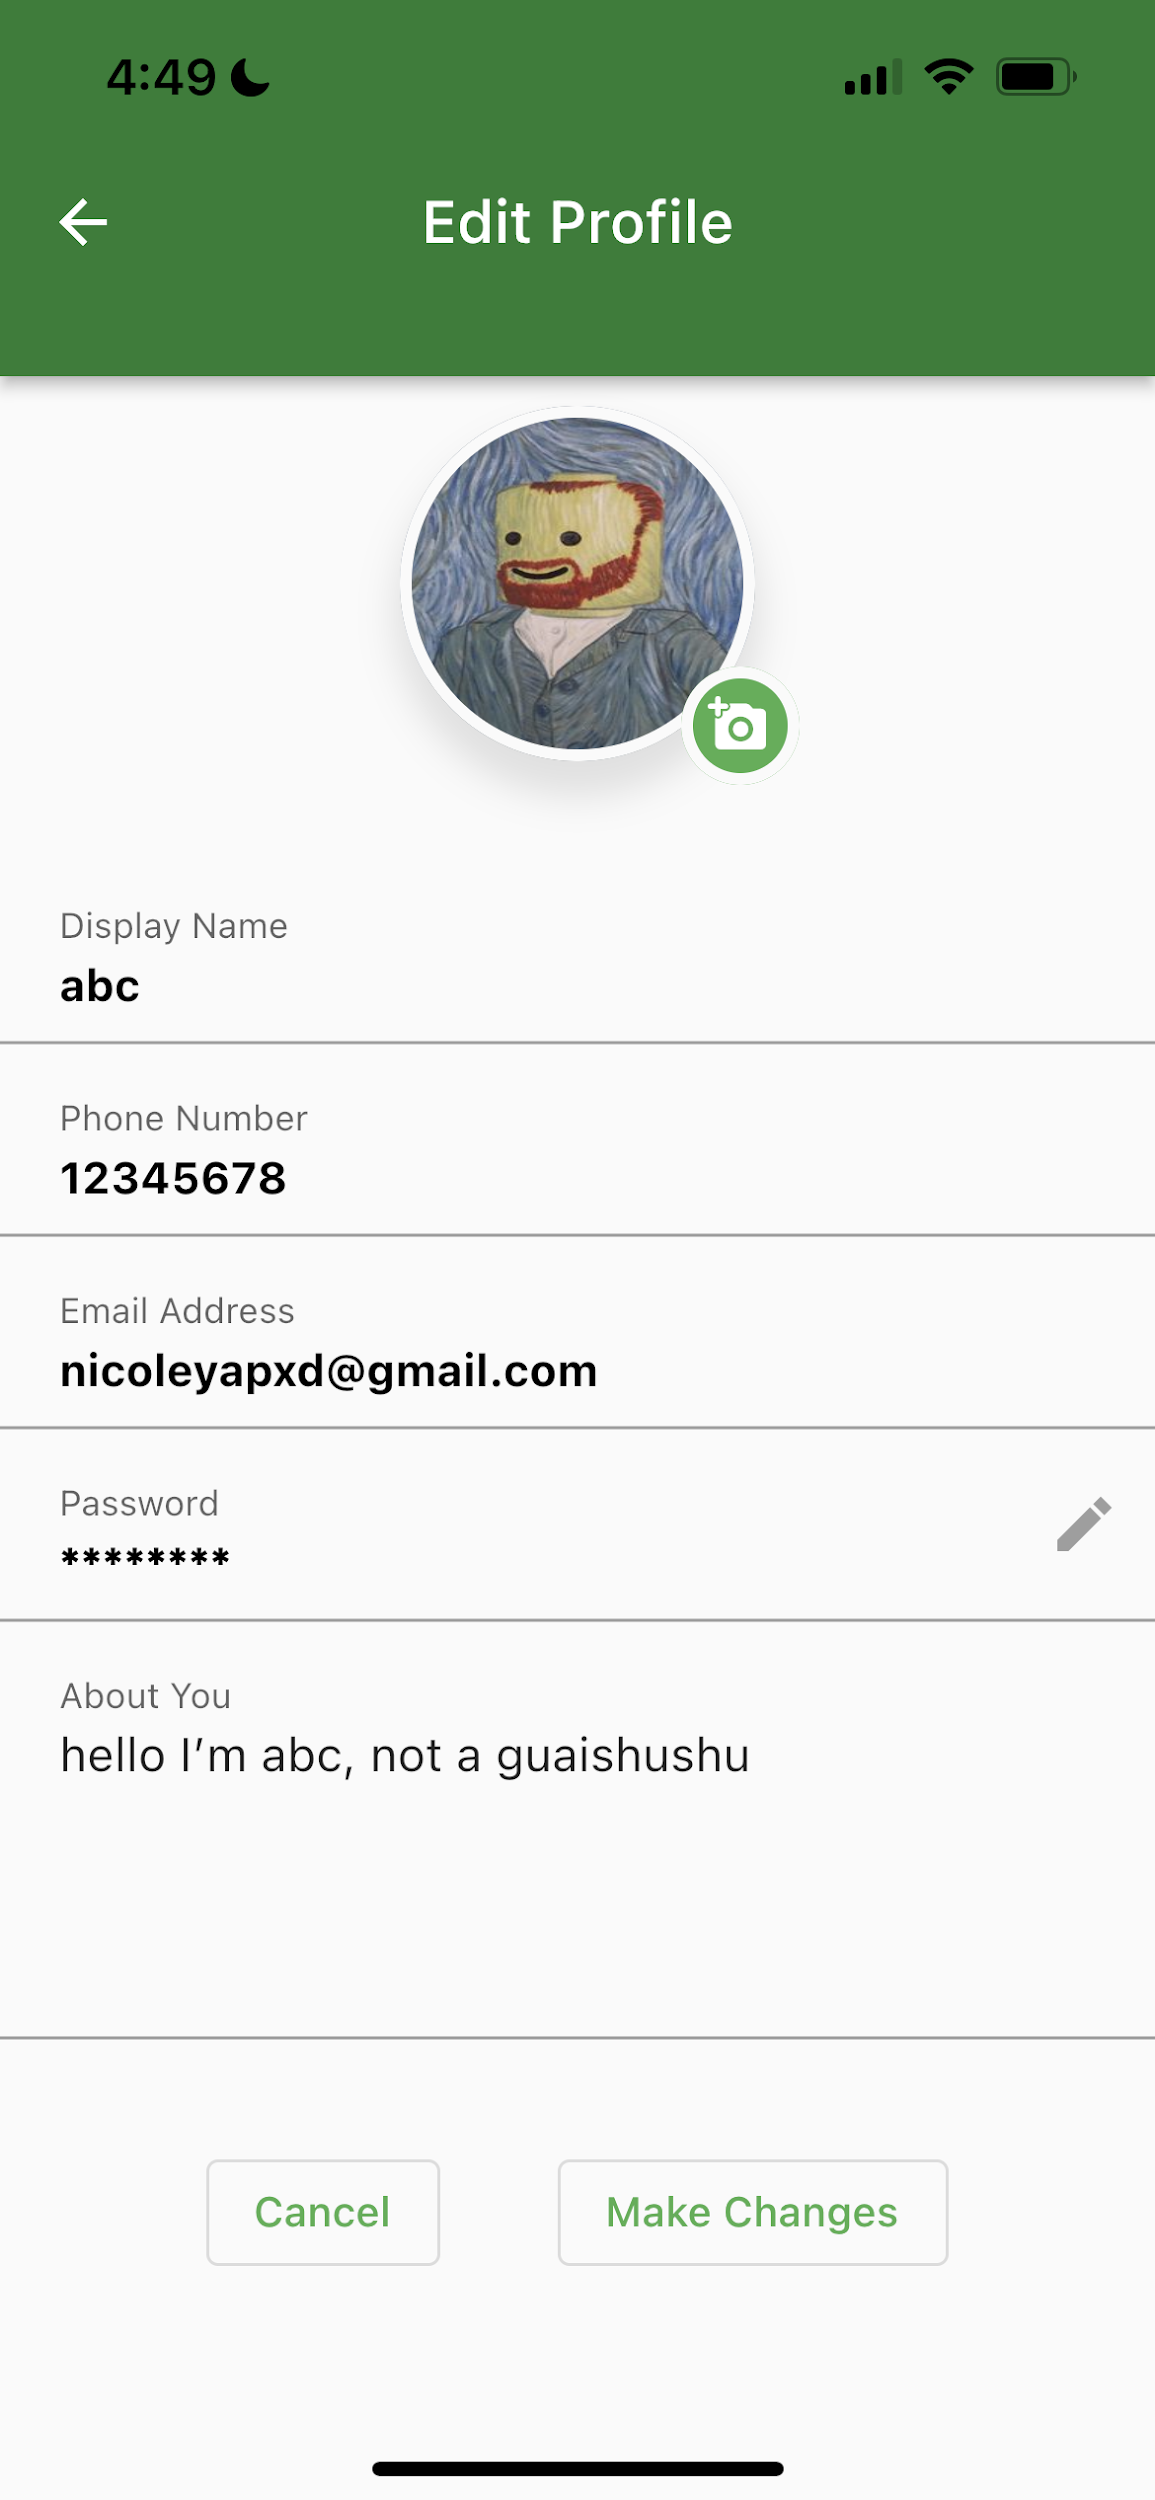 4:49
Edit Profile
Display Name
abc
Phone Number
12345678
Email Address
nicoleyapxd@gmail.com
Password
********
About You
hello I’m abc, not a guaishushu
Cancel
Make Changes